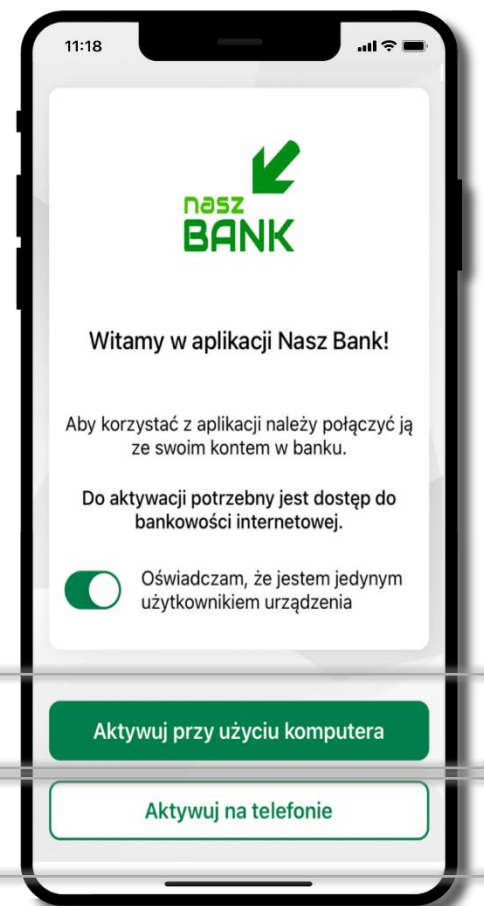 11:18
nasz
BANK
Witamy w aplikacji Nasz Bank!
Aby korzystać z aplikacji należy połączyć ją
ze swoim kontem w banku.
Do aktywacji potrzebny jest dostęp do
bankowości internetowej.
Oświadczam, że jestem jedynym
użytkownikiem urządzenia
Aktywuj przy użyciu komputera
Aktywuj na telefonie